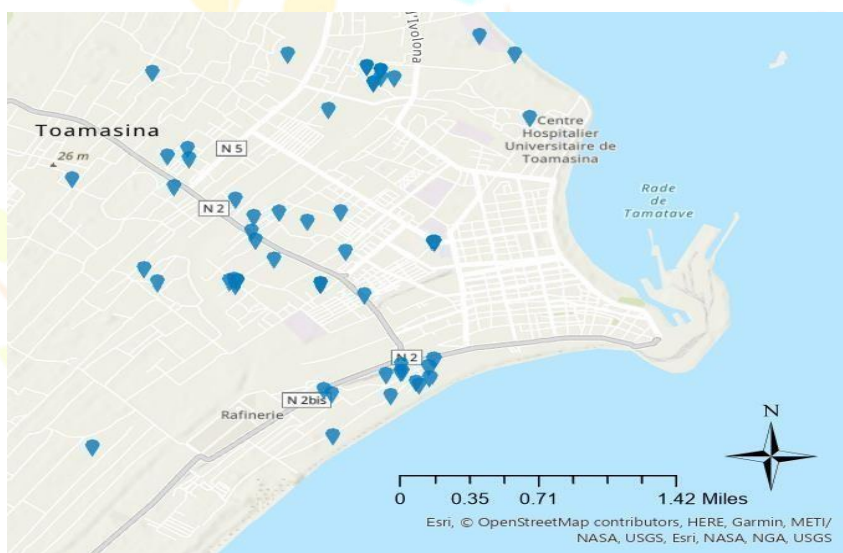 d'Ivolona
Toamasina
N 5
26 m
Centre
Hospitalier
Universitaire de
Toamasina
N 2
Rade
de
Tamatave
N 2
N 2bis
Rafinerie
N
0 0.35 0.71 1.42 Miles
Esri, © OpenStreetMap contributors, HERE, Garmin, METI/
NASA, USGS, Esri, NASA, NGA, USGS